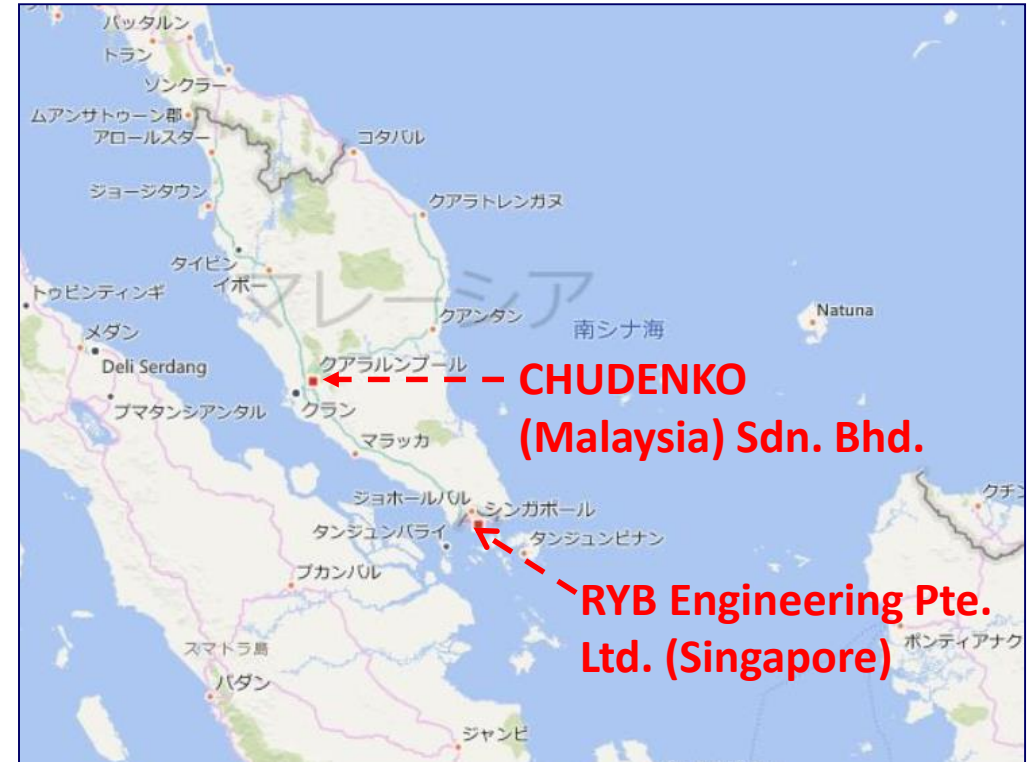 パッタルン
トラン
ソンクラー
ムアンサトゥーン郡
アロールスター
コタバル
ジョージタウン
クアラトレンガヌ
タイピン
イポー
マレーシア
トゥビンティンギ
クアンタン
Natuna
南シナ海
メダン
Deli Serdang
クアラルンプール
CHUDENKO
(Malaysia) Sdn. Bhd.
プマタンシアンタル
クラン
マラッカ
ジョホールバル
シンガポール
タンジュンバライ
タンジュンピナン
プカンバル
RYB Engineering Pte.
Ltd. (Singapore)
ポンティアナク
スマトラ島
パダン
ジャンビ